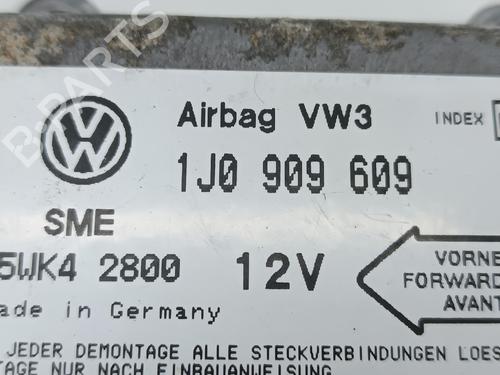 Airbag VW3
INDEX
1J0 909 609
SME
5WK4 2800
12V
VORNE
FORWARD
AVANT
ade in Germany
JEDER DEMONTAGE ALLE STECKVERBINDUNGEN LOES
TAGE NUR NACH EINBAUANWEISUNG.